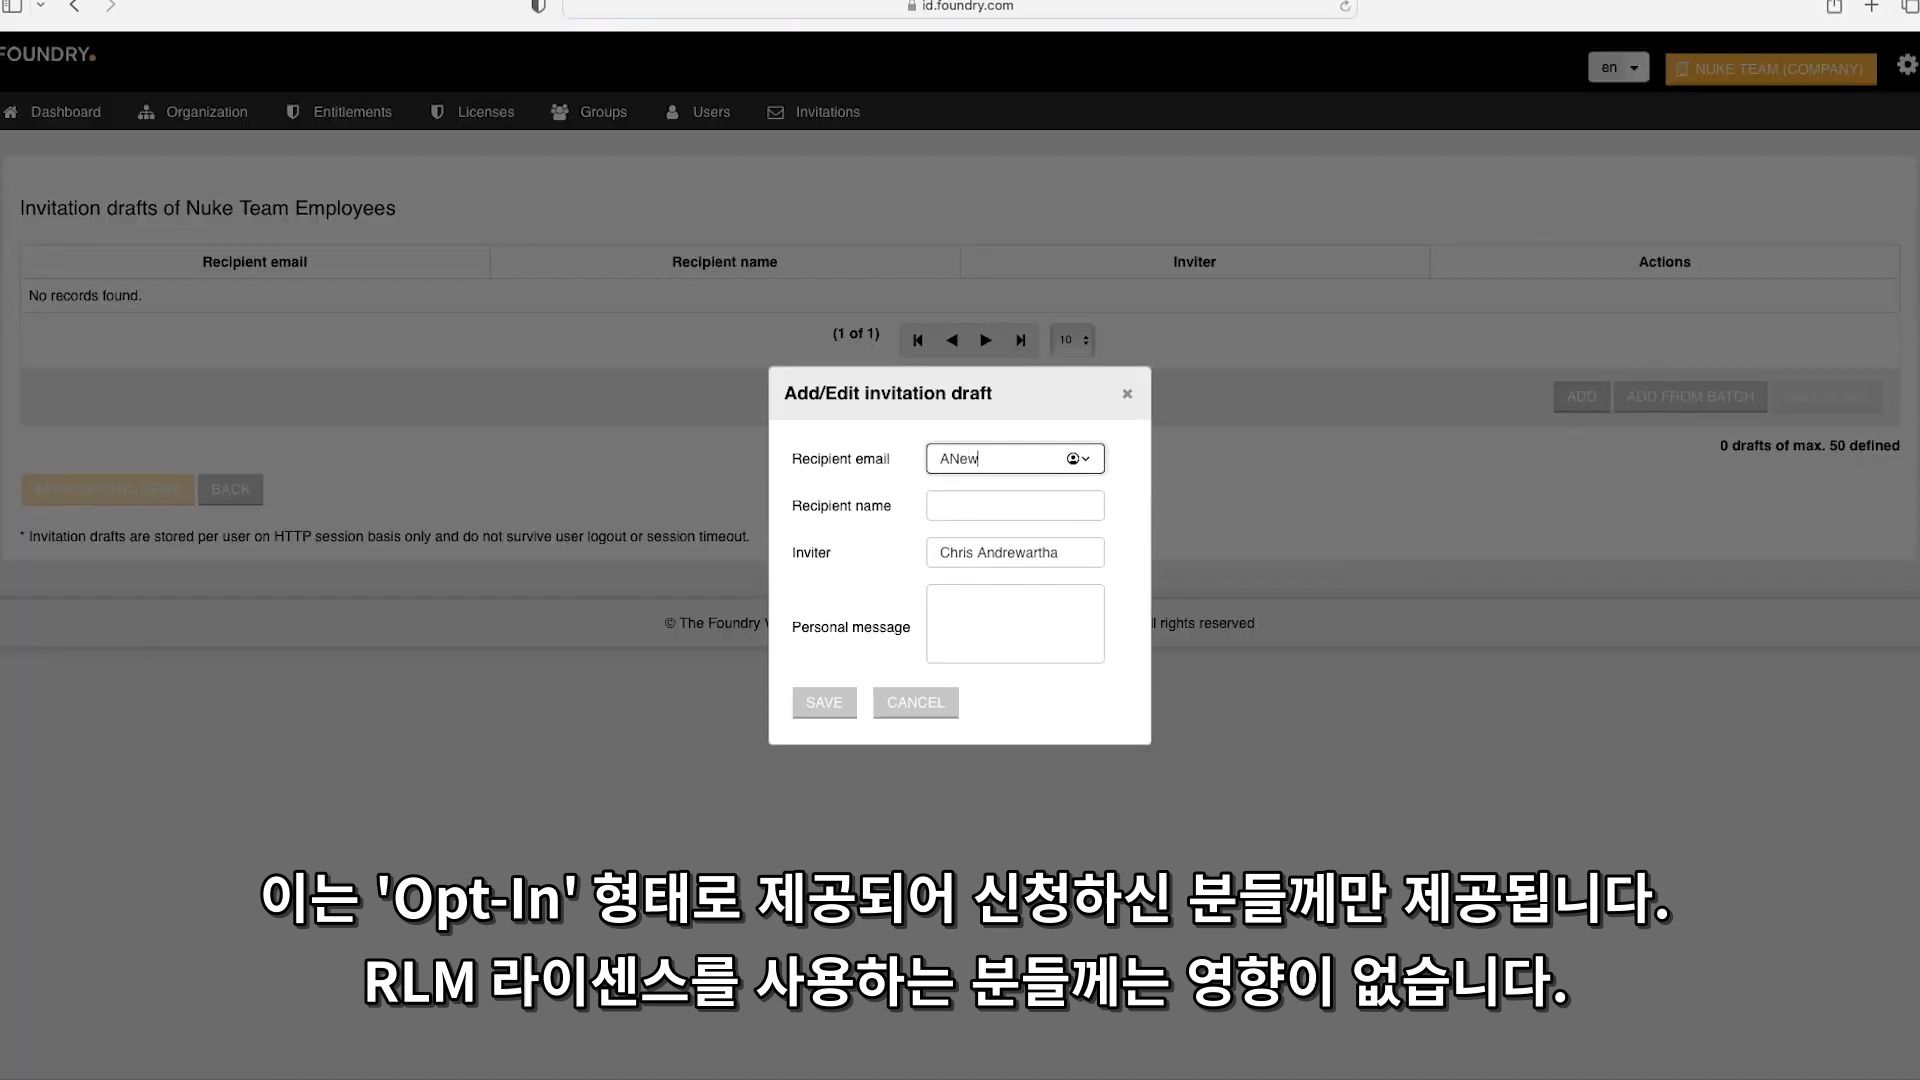 id.foundry.com
FOUNDRY.
en
NUKE TEAM (COMPANY)
Dashboard
Organization
Entitlements
Licenses
Groups
Users
Invitations
Invitation drafts of Nuke Team Employees
Recipient email
Recipient name
Inviter
Actions
No records found.
(1 of 1)
10
Add/Edit invitation draft
ADD
ADD FROM BATCH
0 drafts of max. 50 defined
Recipient email
ANew
BACK
Recipient name
* Invitation drafts are stored per user on HTTP session basis only and do not survive user logout or session timeout.
Inviter
Chris Andrewartha
Personal message
© The Foundry
rights reserved
SAVE
CANCEL
이는 'Opt-In' 형태로 제공되어 신청하신 분들께만 제공됩니다.
RLM 라이센스를 사용하는 분들께는 영향이 없습니다.